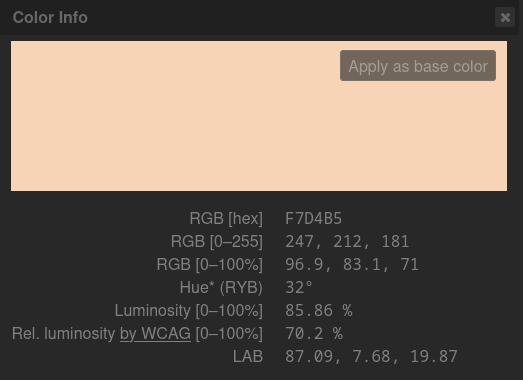 Color Info
Apply as base color
RGB [hex] F7D4B5
RGB [0–255] 247, 212, 181
RGB [0–100%] 96.9, 83.1, 71
Hue* (RYB) 32°
Luminosity [0–100%] 85.86 %
Rel. luminosity by WCAG [0–100%] 70.2 %
LAB 87.09, 7.68, 19.87